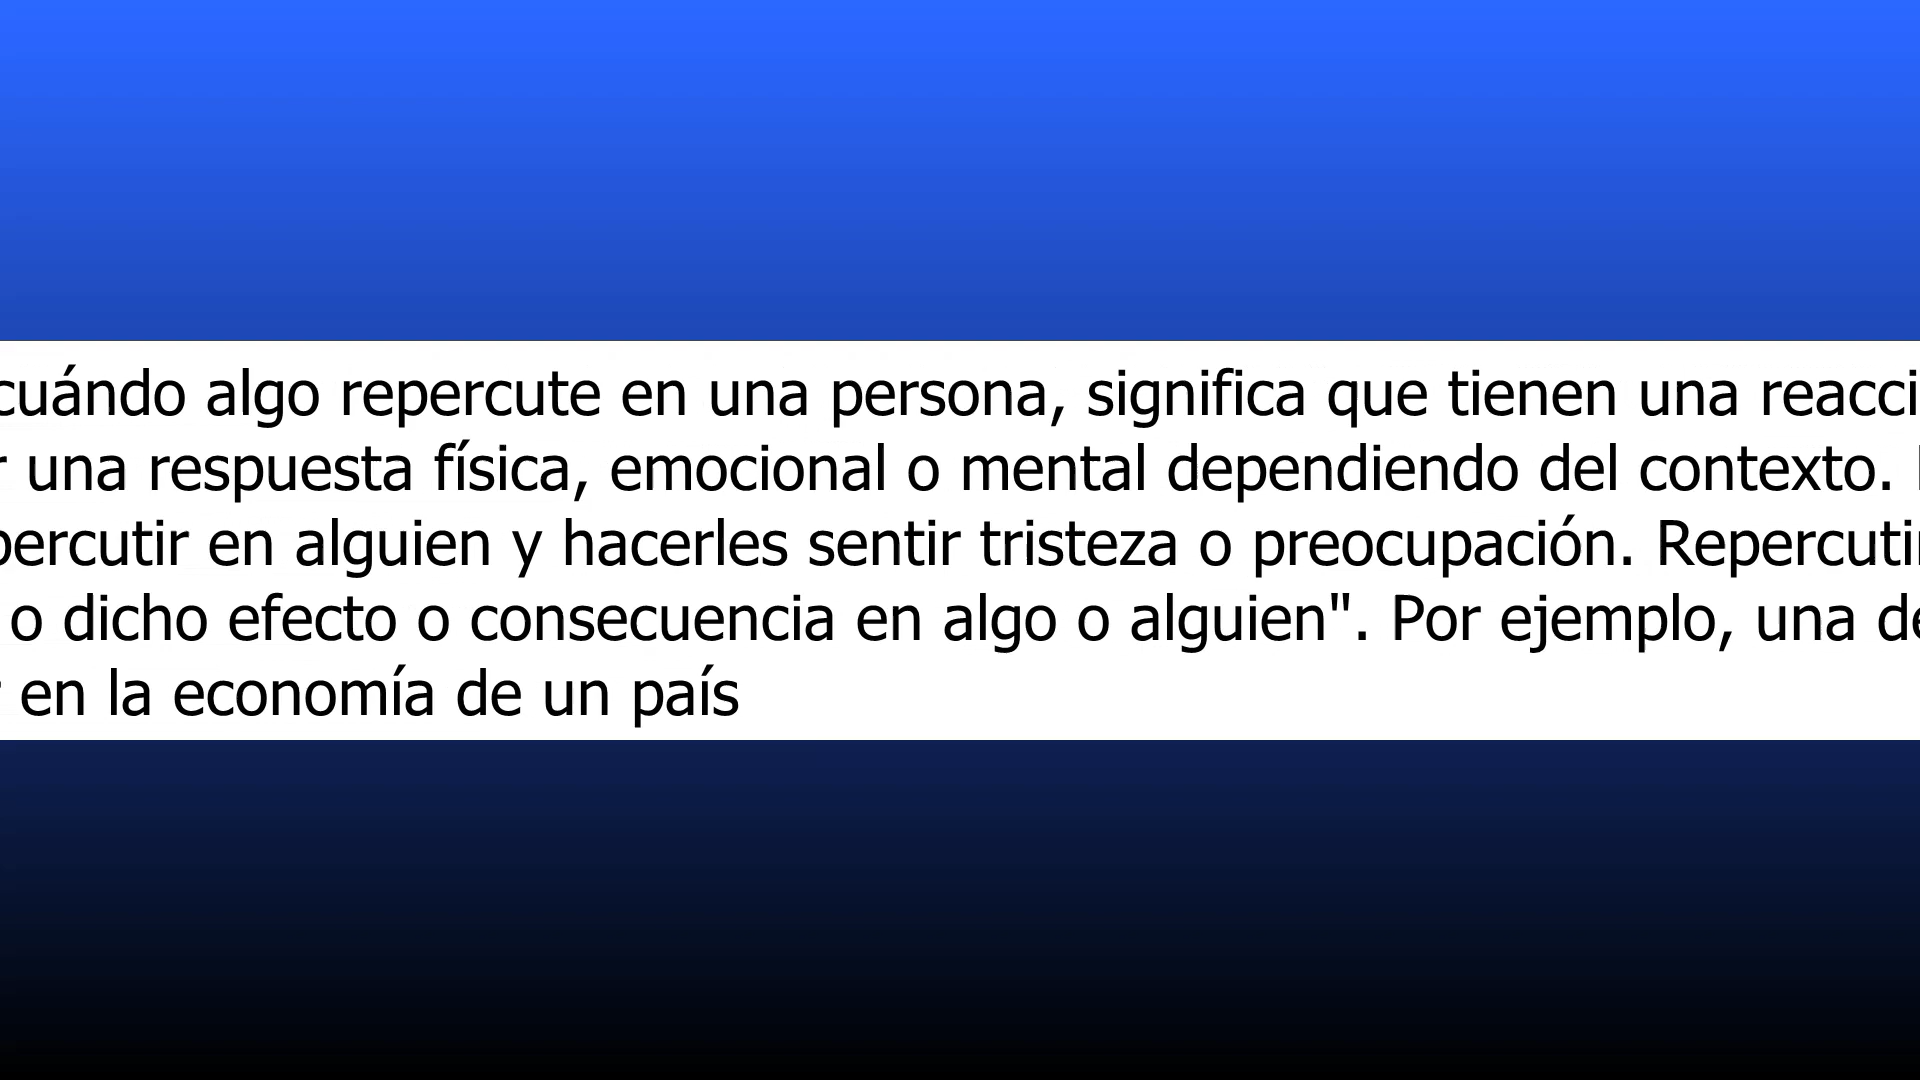 cuándo algo repercute en una persona, significa que tienen una reacci
una respuesta física, emocional o mental dependiendo del contexto.
percutir en alguien y hacerles sentir tristeza o preocupación. Repercutir
o dicho efecto o consecuencia en algo o alguien". Por ejemplo, una de
en la economía de un país